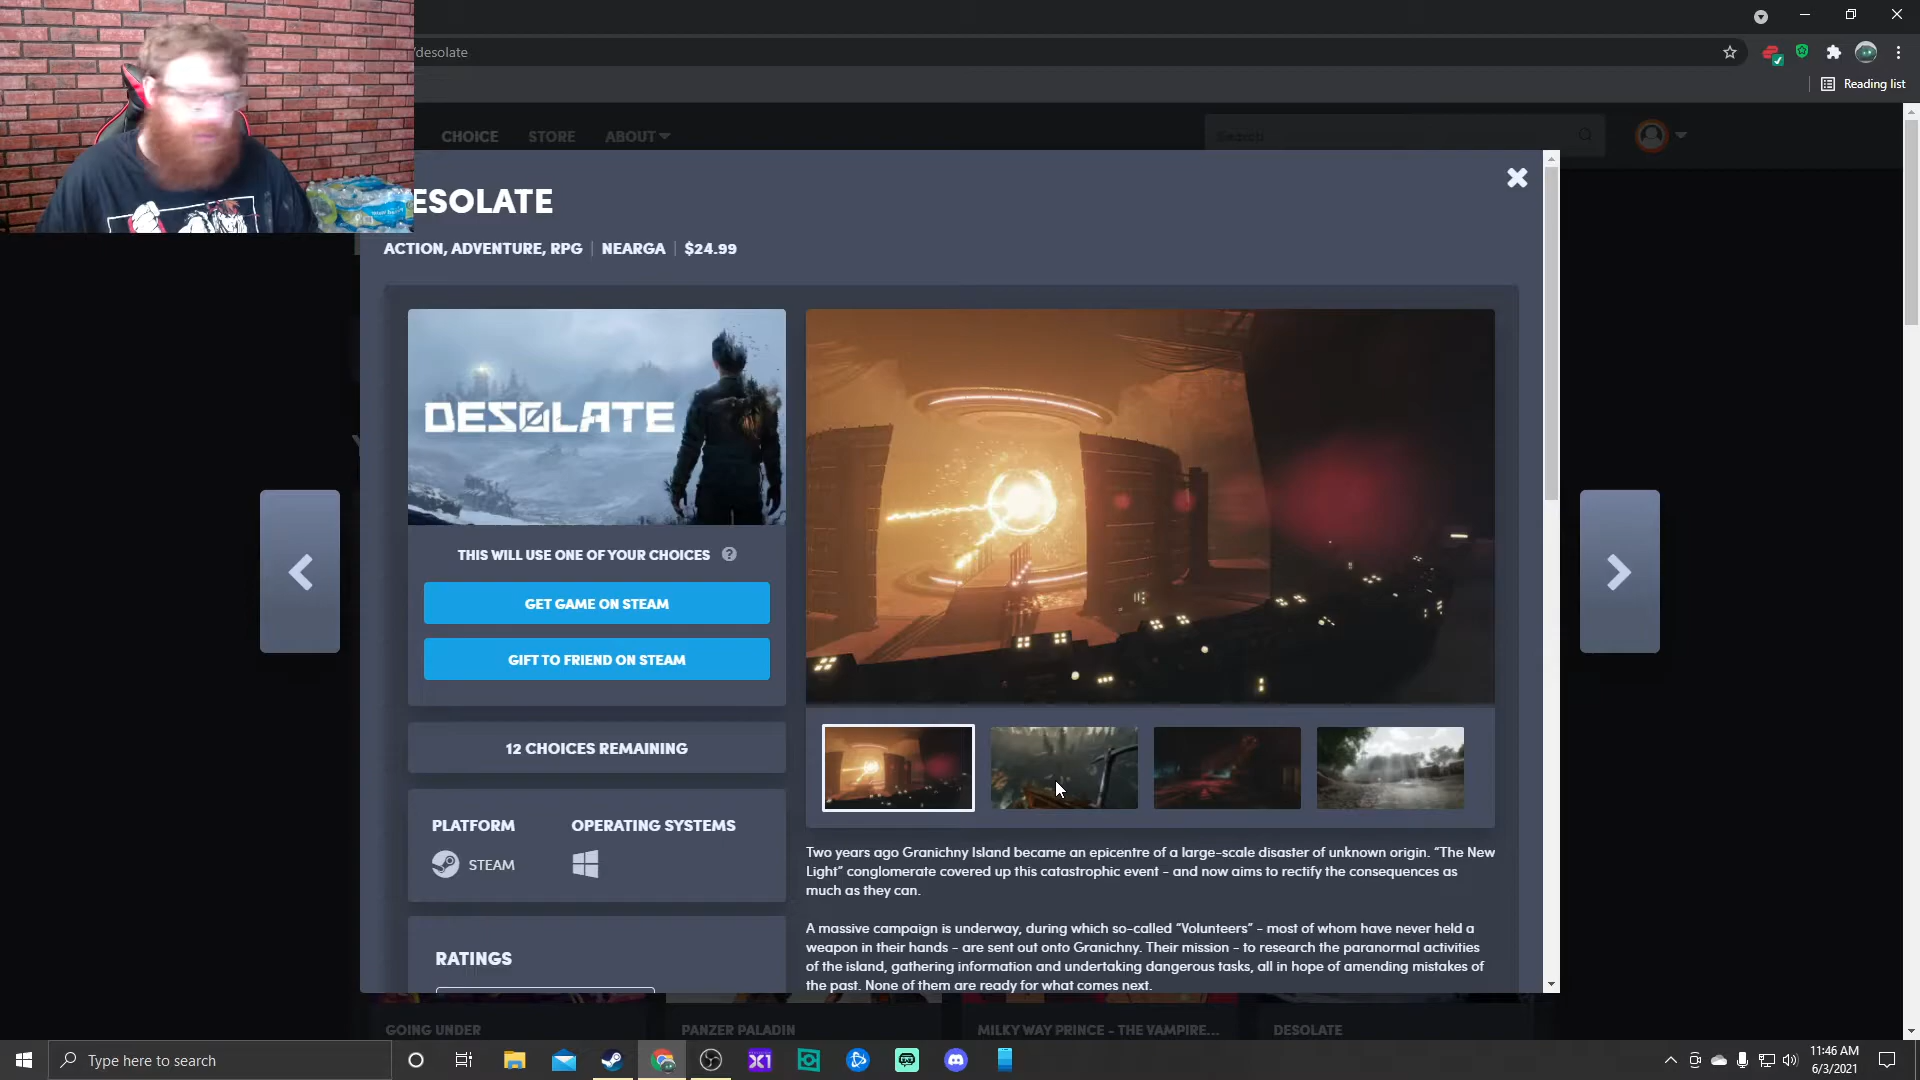 /desolate
Reading list
CHOICE STORE ABOUT
Search
ESOLATE
ACTION, ADVENTURE, RPG | NEARGA | $24.99
DESOLATE
THIS WILL USE ONE OF YOUR CHOICES ?
GET GAME ON STEAM
GIFT TO FRIEND ON STEAM
12 CHOICES REMAINING
PLATFORM OPERATING SYSTEMS
STEAM
RATINGS
Two years ago Granichny Island became an epicentre of a large-scale disaster of unknown origin. “The New
Light” conglomerate covered up this catastrophic event - and now aims to rectify the consequences as
much as they can.
A massive campaign is underway, during which so-called “Volunteers” - most of whom have never held a
weapon in their hands - are sent out onto Granichny. Their mission - to research the paranormal activities
of the island, gathering information and undertaking dangerous tasks, all in hope of amending mistakes of
the past. None of them are ready for what comes next.
GOING UNDER PANZER PALADIN MILKY WAY PRINCE – THE VAMPIRE... DESOLATE
Type here to search
11:46 AM
6/3/2021